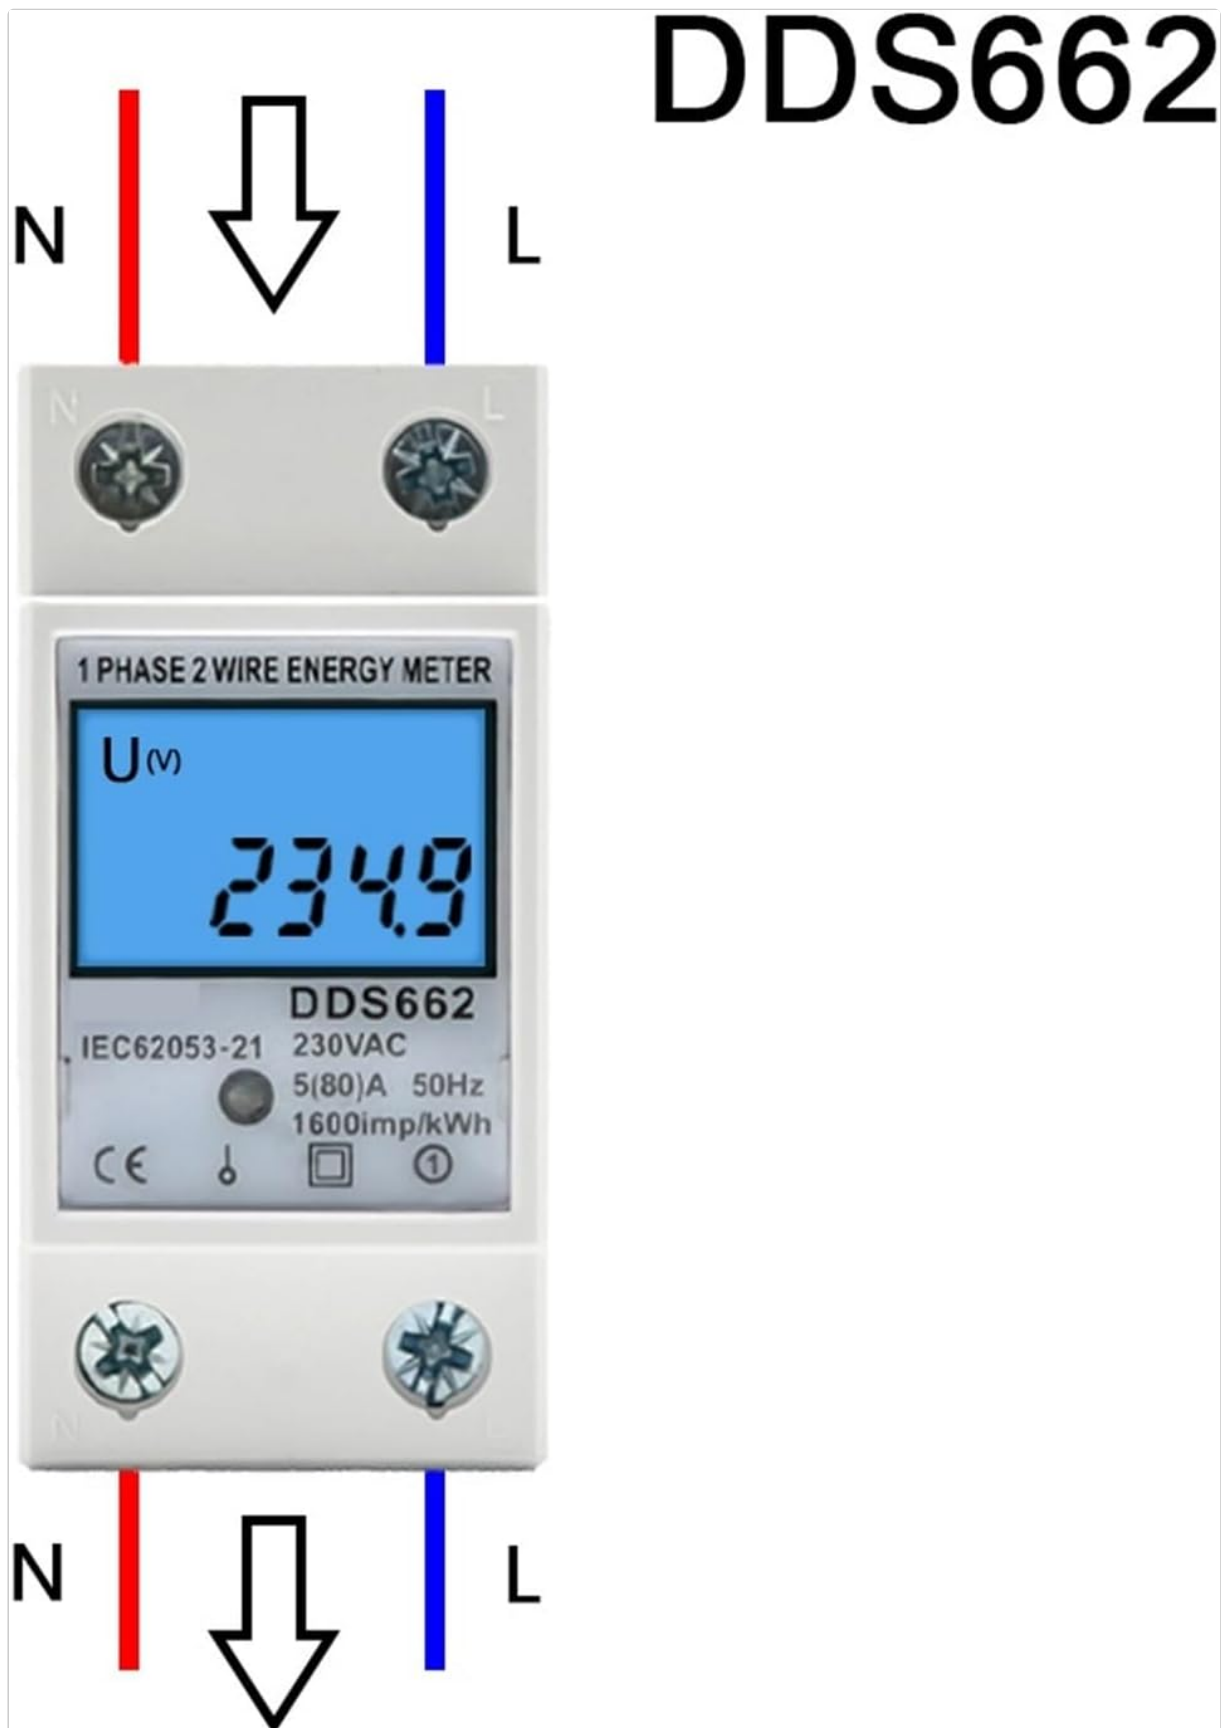 DDS662
N L
N L
1 PHASE 2 WIRE ENERGY METER
U(V)
234.9
DDS662
IEC62053-21 230VAC
5(80)A 50Hz
1600imp/kWh
CE 1
N L
N L